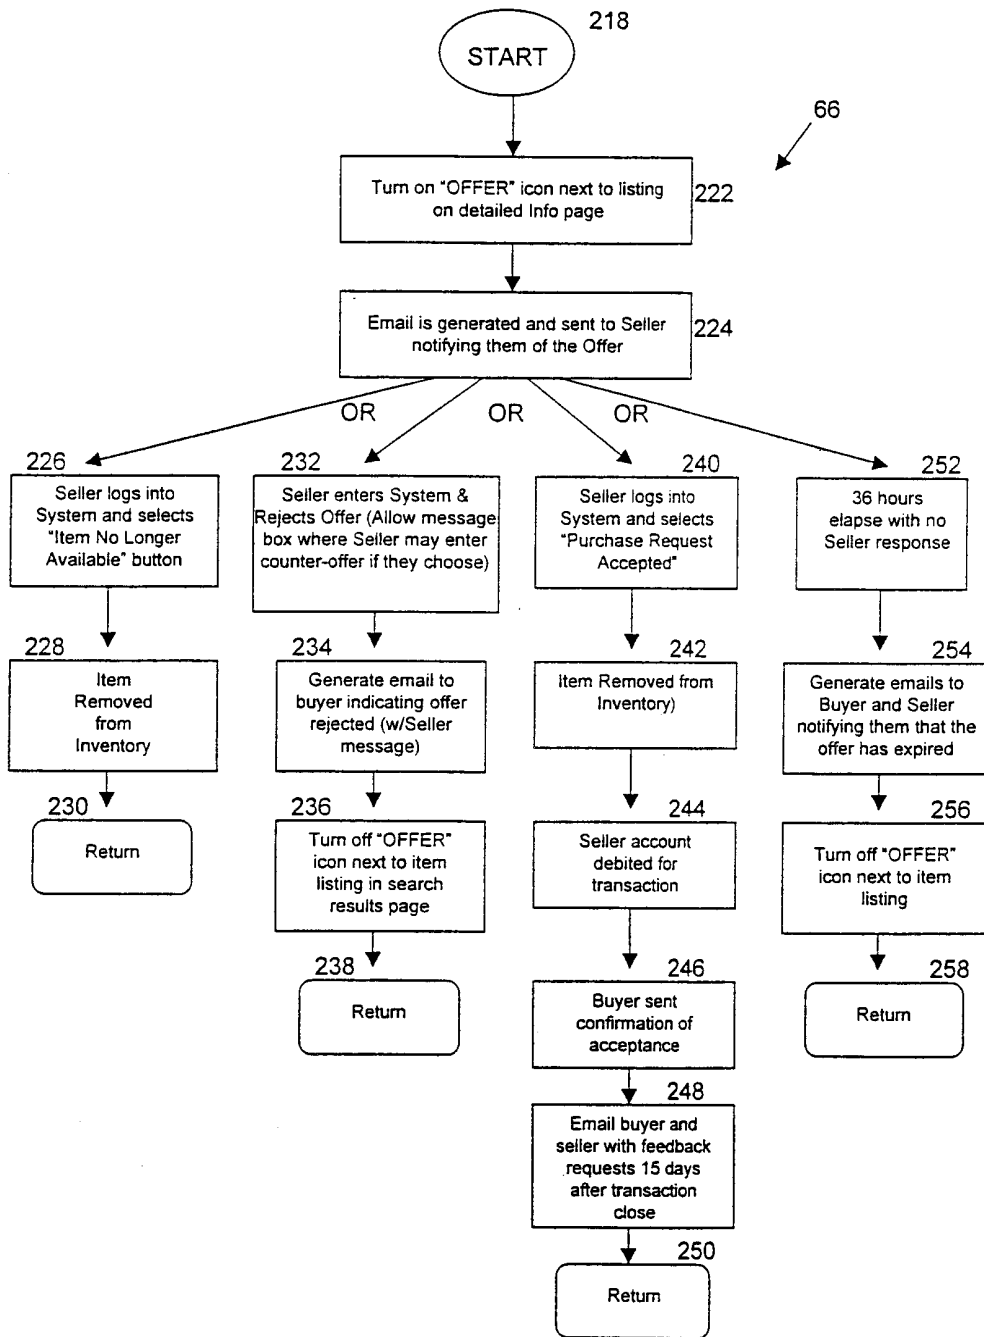 218
START
66
Turn on "OFFER" icon next to listing
on detailed Info page
222
Email is generated and sent to Seller
notifying them of the Offer
224
OR
OR
OR
226
Seller logs into
System and selects
"Item No Longer
Available" button
228
Item
Removed
from
Inventory
230
Return
232
Seller enters System &
Rejects Offer (Allow message
box where Seller may enter
counter-offer if they choose)
234
Generate email to
buyer indicating offer
rejected (w/Seller
message)
236
Turn off "OFFER"
icon next to item
listing in search
results page
238
Return
240
Seller logs into
System and selects
"Purchase Request
Accepted"
242
Item Removed from
Inventory)
244
Seller account
debited for
transaction
246
Buyer sent
confirmation of
acceptance
248
Email buyer and
seller with feedback
requests 15 days
after transaction
close
250
Return
252
36 hours
elapse with no
Seller response
254
Generate emails to
Buyer and Seller
notifying them that the
offer has expired
256
Turn off "OFFER"
icon next to item
listing
258
Return